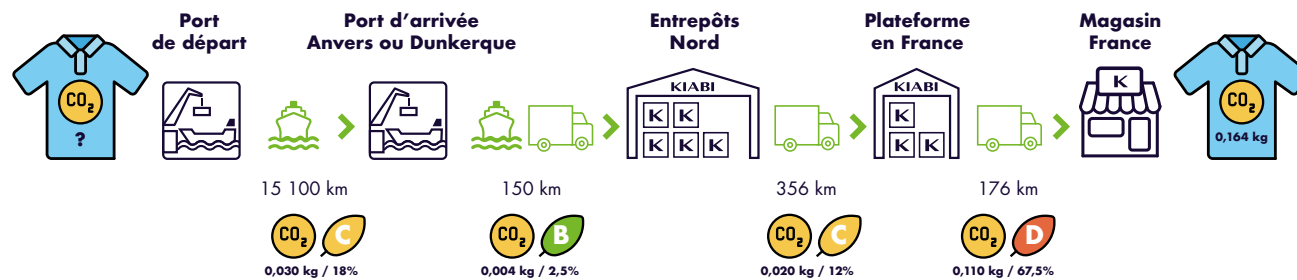 Port
de départ
Port d’arrivée
Anvers ou Dunkerque
Entrepôts
Nord
Plateforme
en France
Magasin
France
CO₂
?
KIABI
K K
K K K
KIABI
K
K K
K
CO₂
0,164 kg
15 100 km
150 km
356 km
176 km
CO₂ C
CO₂ B
CO₂ C
CO₂ D
0,030 kg / 18%
0,004 kg / 2,5%
0,020 kg / 12%
0,110 kg / 67,5%